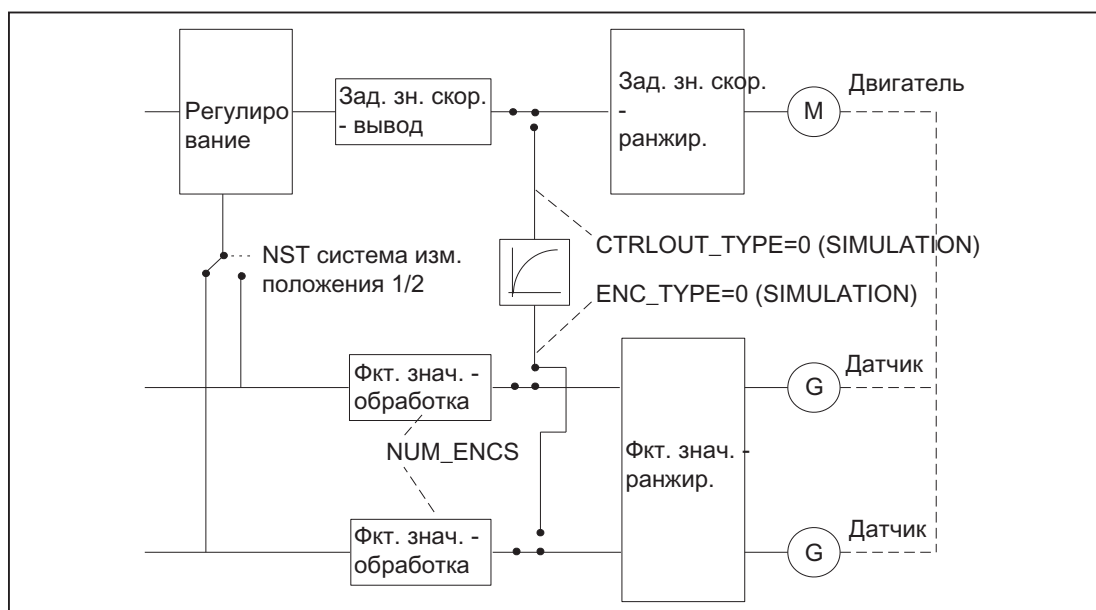 Регулиро
вание
Зад. зн. скор.
- вывод
Зад. зн. скор.
-
ранжир.
Двигатель
M
CTRLOUT_TYPE=0 (SIMULATION)
NST система изм.
положения 1/2
ENC_TYPE=0 (SIMULATION)
Фкт. знач. -
обработка
Датчик
G
NUM_ENCS
Фкт. знач. -
ранжир.
Фкт. знач. -
обработка
Датчик
G